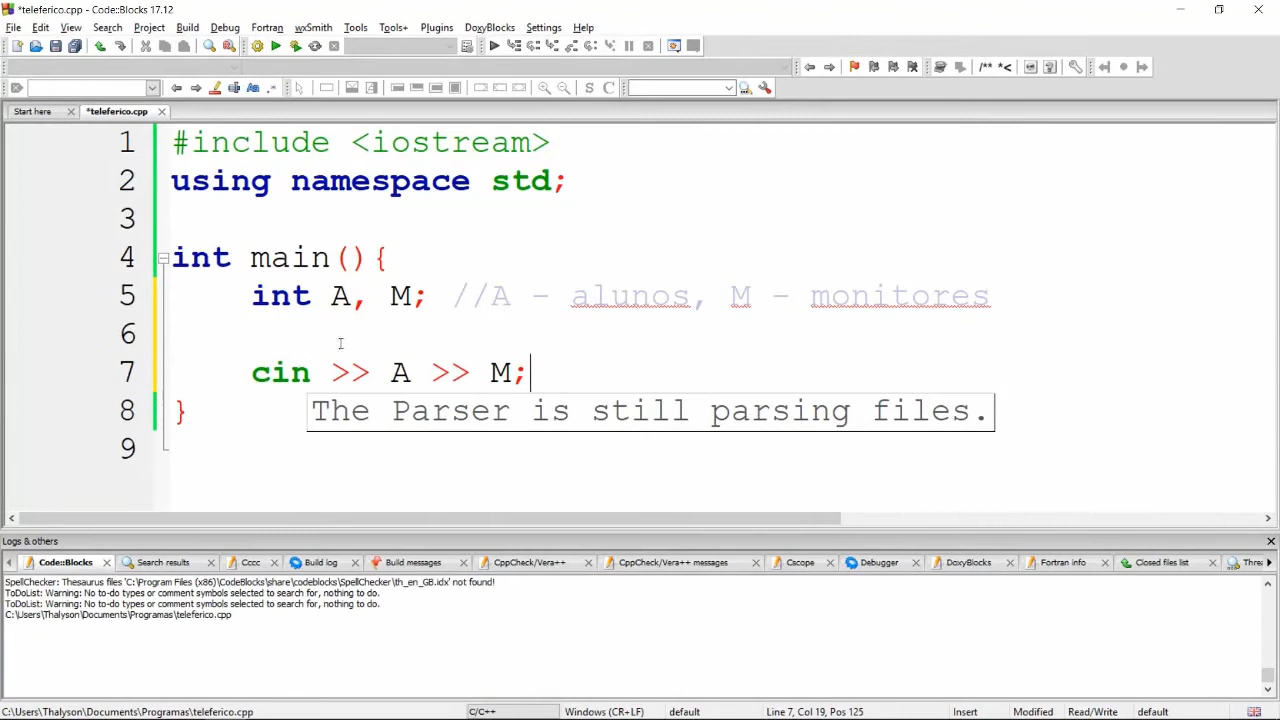 *teleferico.cpp - Code::Blocks 17.12
File Edit View Search Project Build Debug Fortran wxSmith Tools Tools+ Plugins DoxyBlocks Settings Help
/** *<
S C
Start here *teleferico.cpp
1 #include <iostream>
2 using namespace std;
3
4 int main(){
5 int A, M; //A - alunos, M - monitores
6
7 cin >> A >> M;
8 }
The Parser is still parsing files.
9
Logs & others
Code::Blocks Search results Cccc Build log Build messages CppCheck/Vera++ CppCheck/Vera++ messages Cscope Debugger DoxyBlocks Fortran info Closed files list Threa
SpellChecker: Thesaurus files 'C:\Program Files (x86)\CodeBlocks\share\codeblocks\SpellChecker\th_en_GB.idx' not found!
ToDoList: Warning: No to-do types or comment symbols selected to search for, nothing to do.
ToDoList: Warning: No to-do types or comment symbols selected to search for, nothing to do.
C:\Users\Thalyson\Documents\Programas\teleferico.cpp
C:\Users\Thalyson\Documents\Programas\teleferico.cpp C/C++ Windows (CR+LF) default Line 7, Col 19, Pos 125 Insert Modified Read/Write default